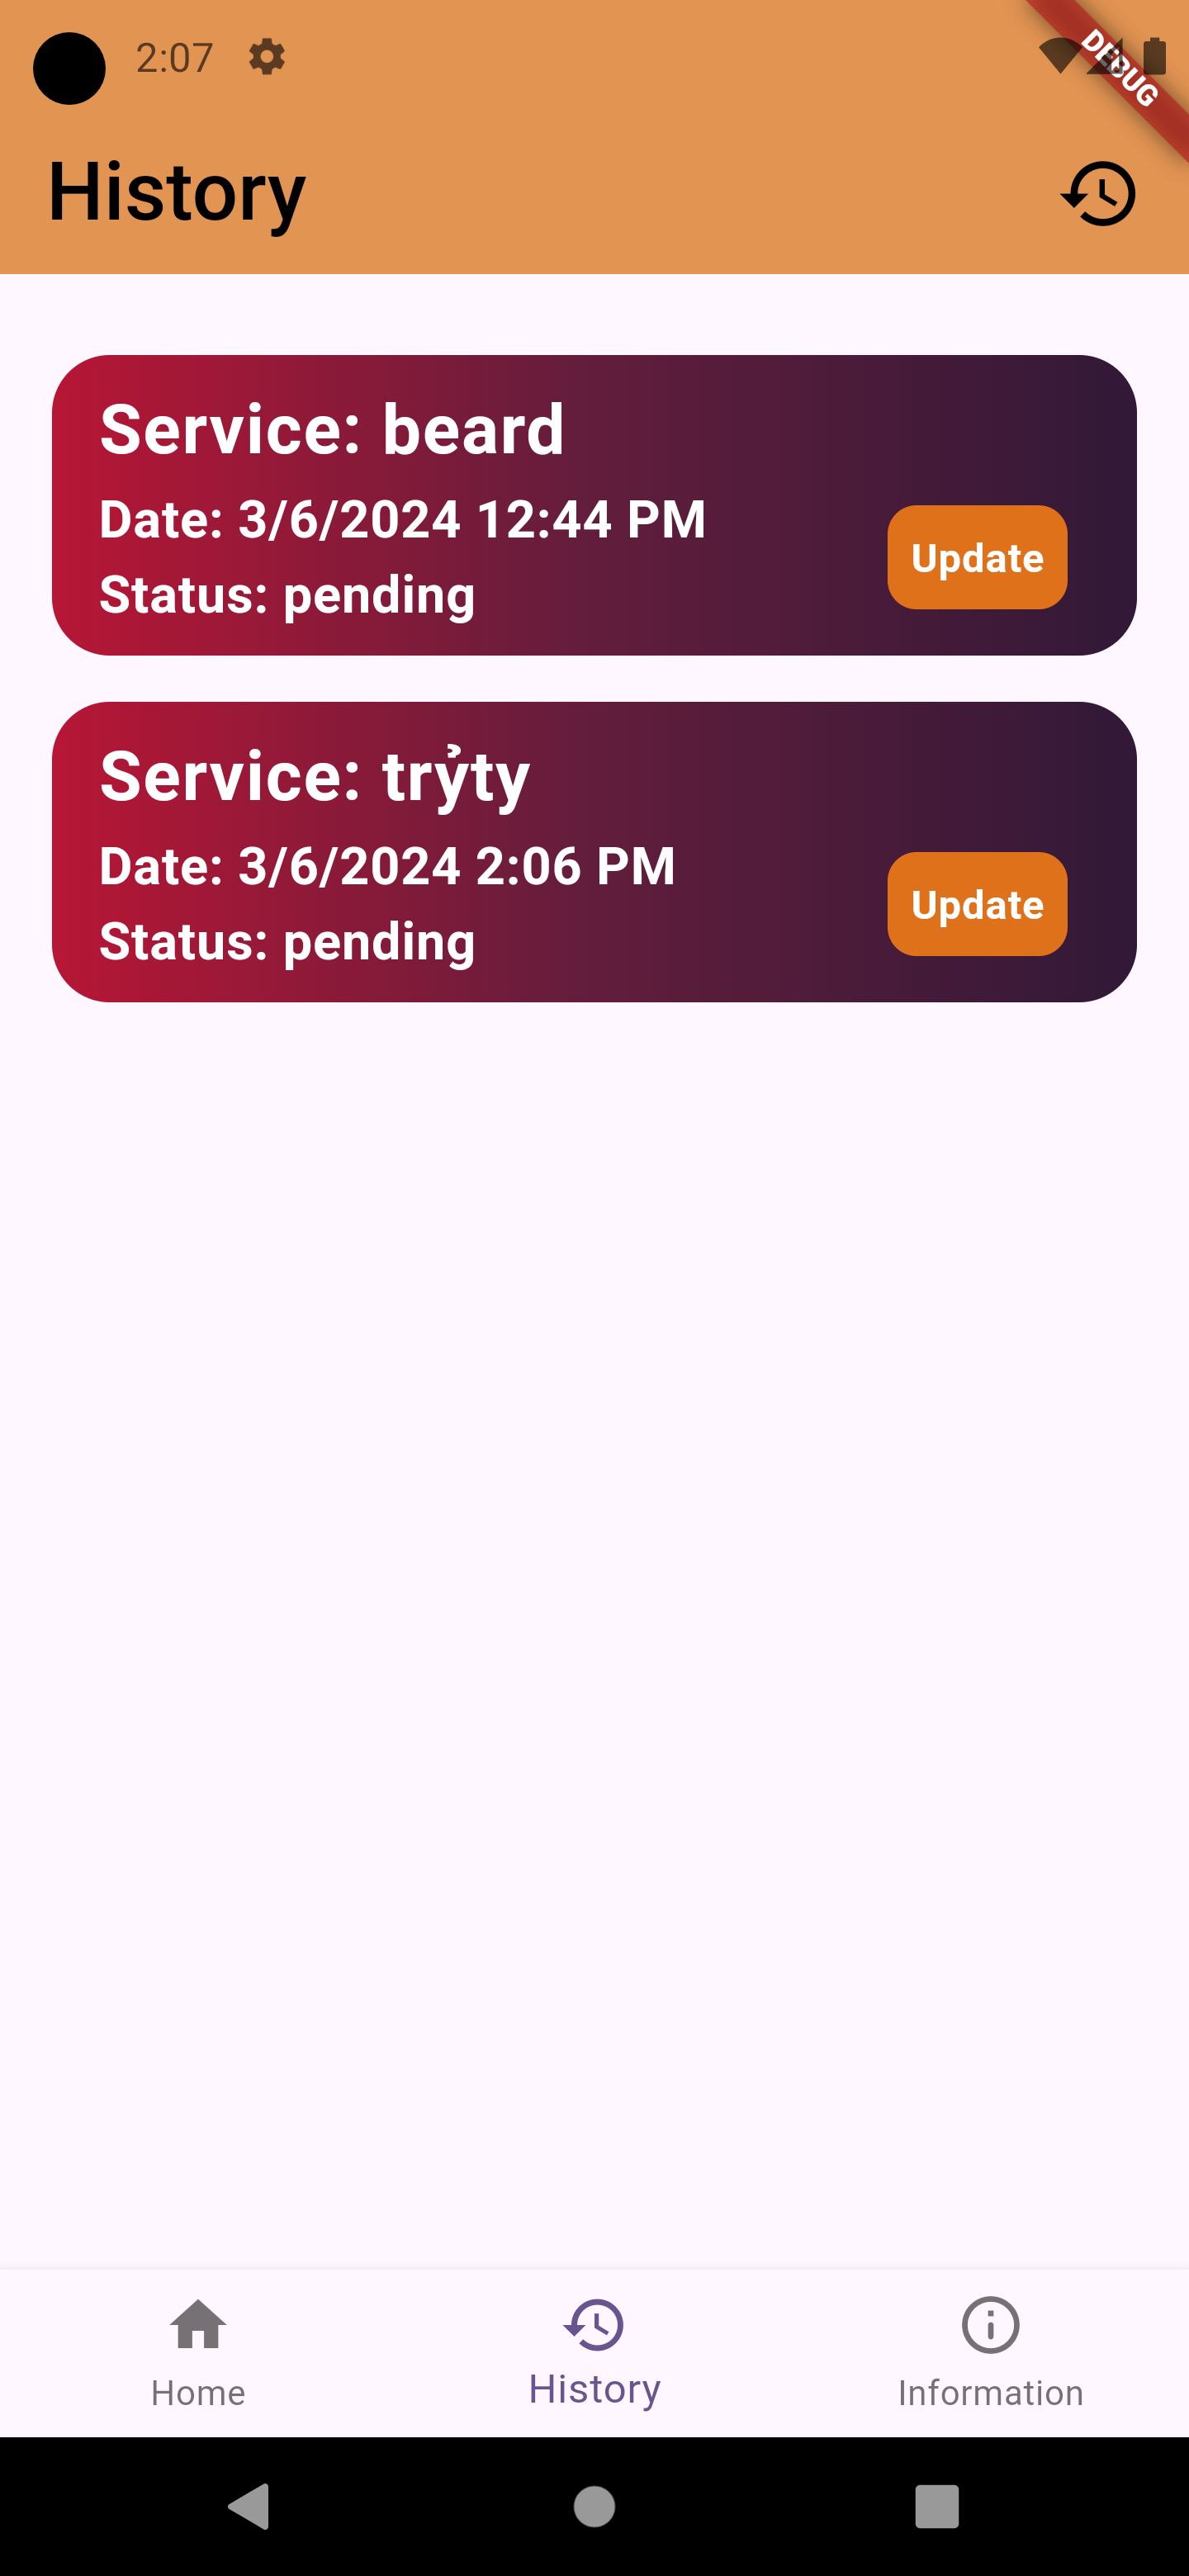 2:07
DEBUG
History
Service: beard
Date: 3/6/2024 12:44 PM
Status: pending
Update
Service: trỷty
Date: 3/6/2024 2:06 PM
Status: pending
Update
Home
History
Information